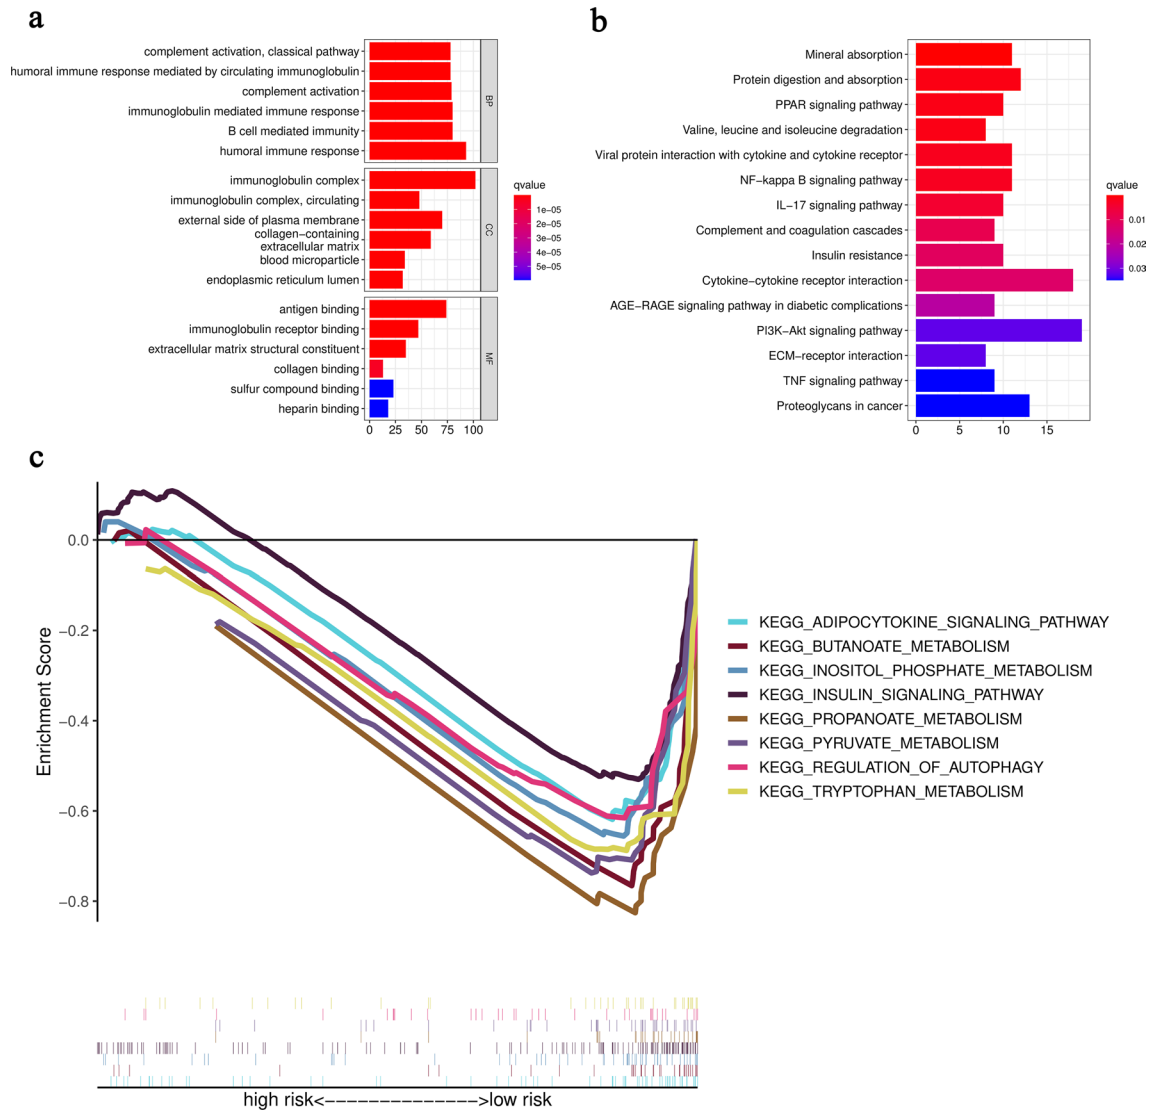 a
complement activation, classical pathway
humoral immune response mediated by circulating immunoglobulin
complement activation
immunoglobulin mediated immune response
B cell mediated immunity
humoral immune response
BP
immunoglobulin complex
immunoglobulin complex, circulating
external side of plasma membrane
collagen−containing
extracellular matrix
blood microparticle
endoplasmic reticulum lumen
CC
antigen binding
immunoglobulin receptor binding
extracellular matrix structural constituent
collagen binding
sulfur compound binding
heparin binding
MF
0 25 50 75 100
qvalue
1e−05
2e−05
3e−05
4e−05
5e−05
b
Mineral absorption
Protein digestion and absorption
PPAR signaling pathway
Valine, leucine and isoleucine degradation
Viral protein interaction with cytokine and cytokine receptor
NF−kappa B signaling pathway
IL−17 signaling pathway
Complement and coagulation cascades
Insulin resistance
Cytokine−cytokine receptor interaction
AGE−RAGE signaling pathway in diabetic complications
PI3K−Akt signaling pathway
ECM−receptor interaction
TNF signaling pathway
Proteoglycans in cancer
0 5 10 15
qvalue
0.01
0.02
0.03
c
Enrichment Score
0.0
−0.2
−0.4
−0.6
−0.8
KEGG_ADIPOCYTOKINE_SIGNALING_PATHWAY
KEGG_BUTANOATE_METABOLISM
KEGG_INOSITOL_PHOSPHATE_METABOLISM
KEGG_INSULIN_SIGNALING_PATHWAY
KEGG_PROPANOATE_METABOLISM
KEGG_PYRUVATE_METABOLISM
KEGG_REGULATION_OF_AUTOPHAGY
KEGG_TRYPTOPHAN_METABOLISM
high risk<−−−−−−−−−−−−−−>low risk